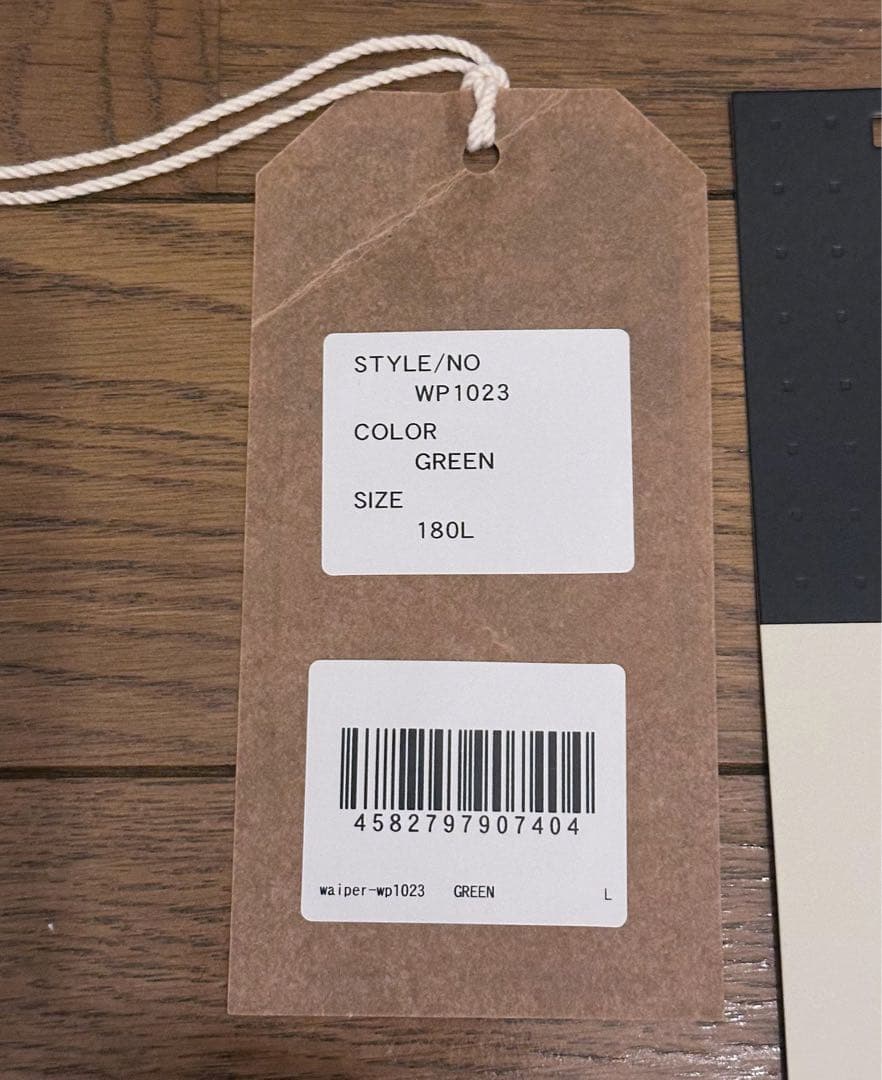 STYLE/NO
WP1023
COLOR
GREEN
SIZE
180L
4582797907404
waiper-wp1023 GREEN L